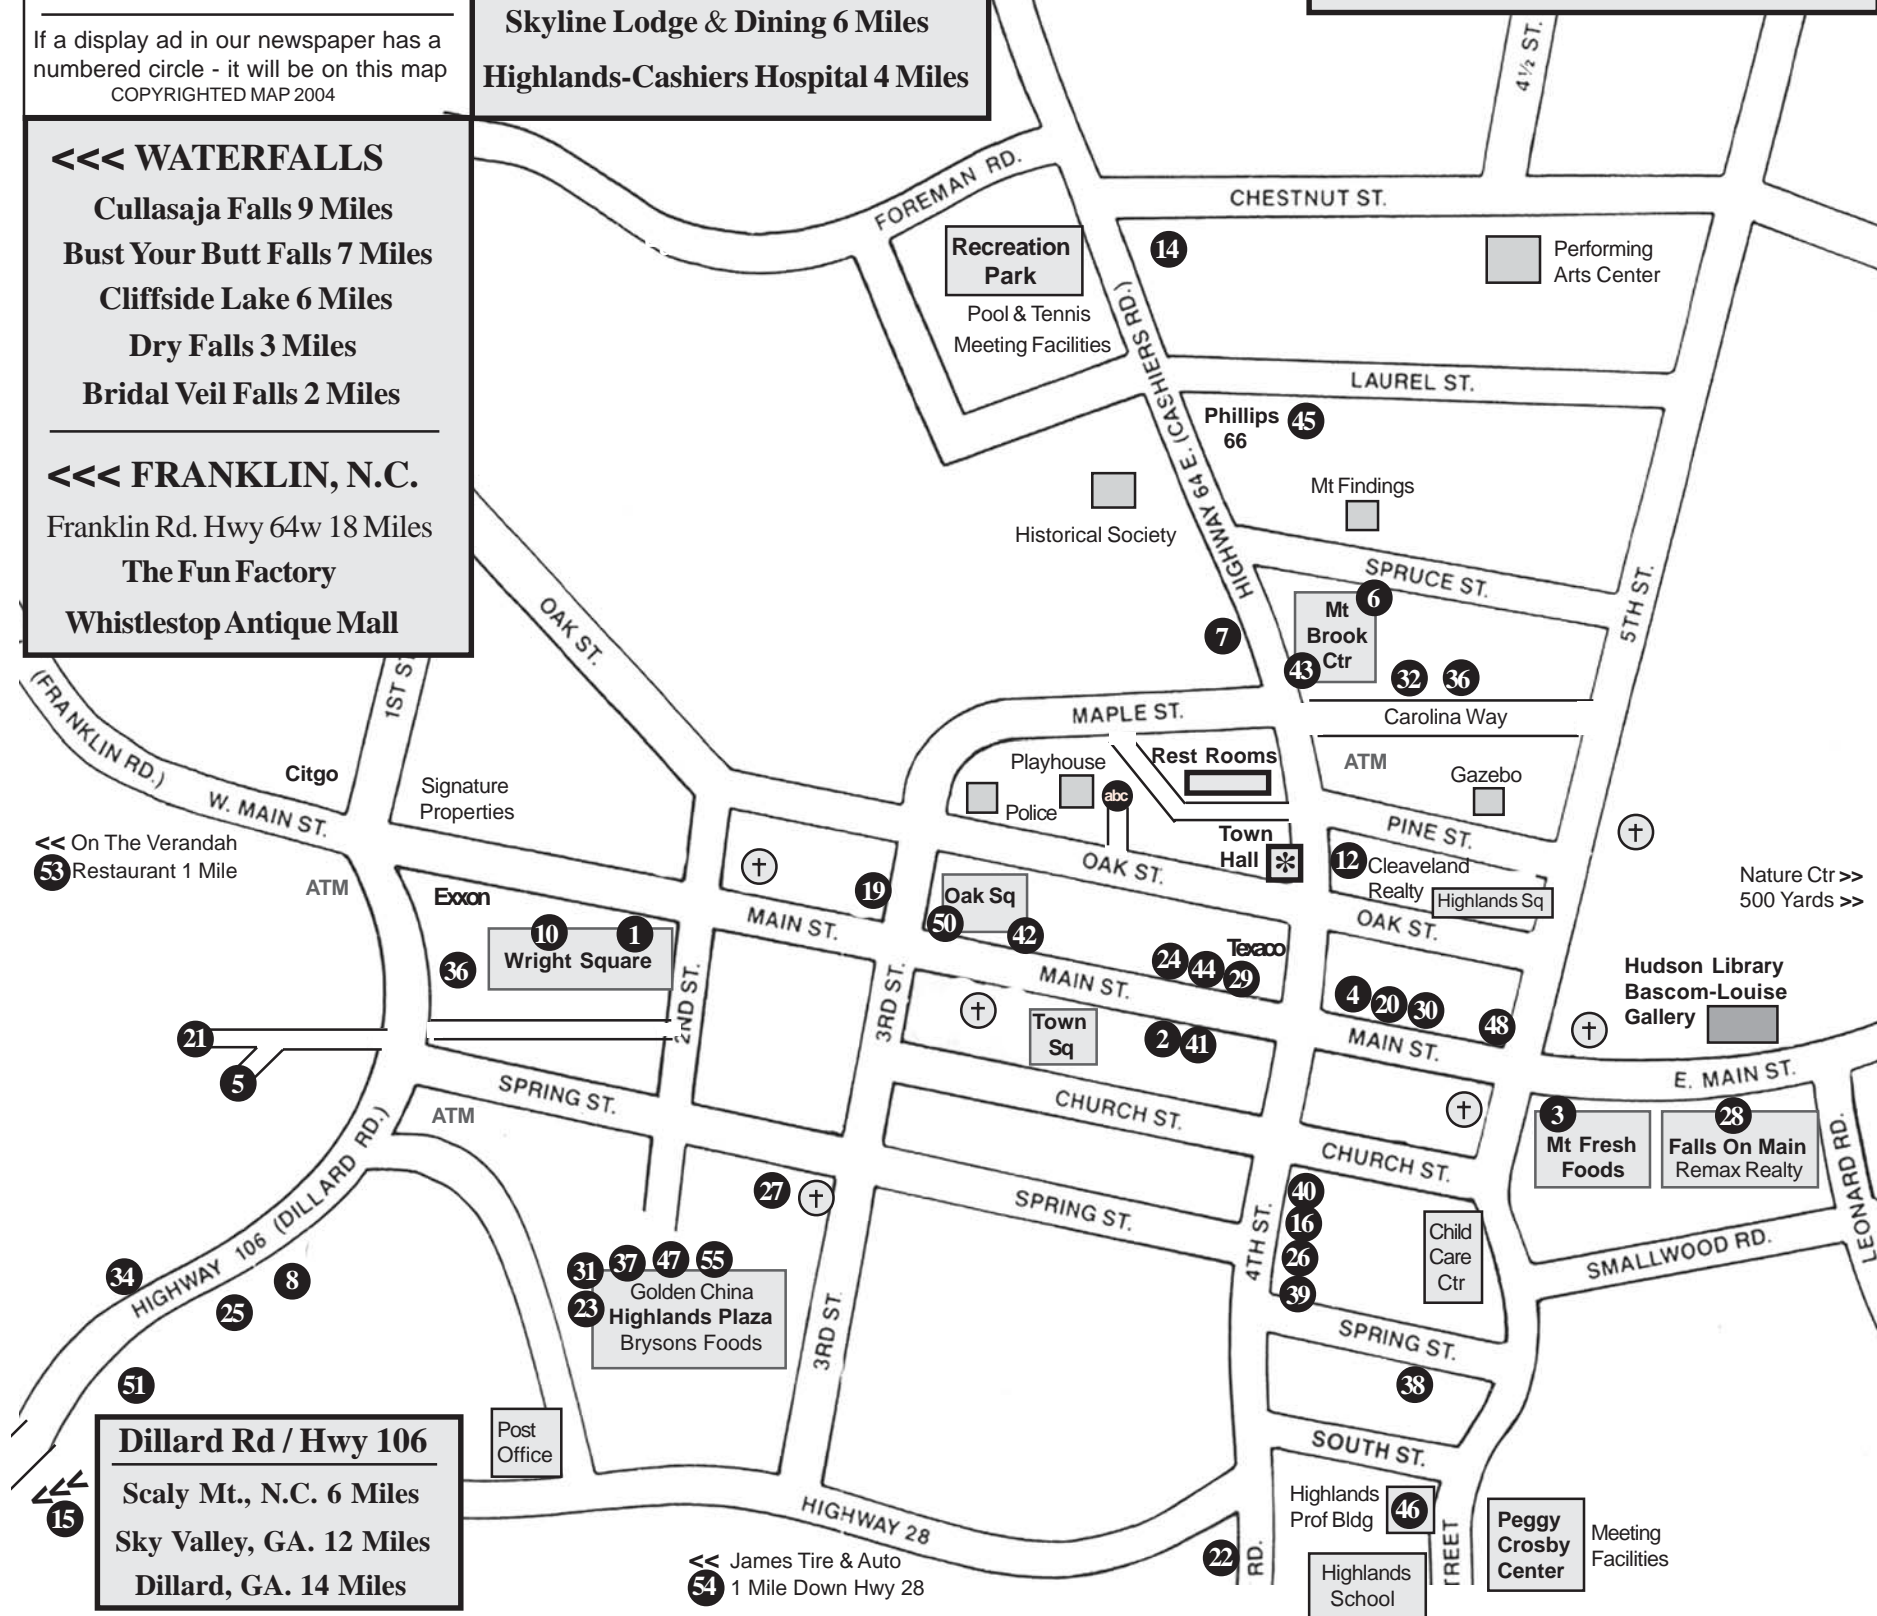 Skyline Lodge & Dining 6 Miles
Highlands-Cashiers Hospital 4 Miles
If a display ad in our newspaper has a
numbered circle - it will be on this map
COPYRIGHTED MAP 2004
<<< WATERFALLS
Cullasaja Falls 9 Miles
Bust Your Butt Falls 7 Miles
Cliffside Lake 6 Miles
Dry Falls 3 Miles
Bridal Veil Falls 2 Miles
<<< FRANKLIN, N.C.
Franklin Rd. Hwy 64w 18 Miles
The Fun Factory
Whistlestop Antique Mall
4½ ST.
FOREMAN RD.
CHESTNUT ST.
Recreation
Park
Pool & Tennis
Meeting Facilities
14
Performing
Arts Center
HIGHWAY 64 E. (CASHIERS RD.)
LAUREL ST.
Phillips
66
45
Mt Findings
Historical Society
SPRUCE ST.
5TH ST.
OAK ST.
6
Mt
Brook
Ctr
7
43
32
36
Carolina Way
MAPLE ST.
1ST ST
(FRANKLIN RD.)
W. MAIN ST.
Citgo
Signature
Properties
Playhouse
Rest Rooms
abc
Police
ATM
Gazebo
PINE ST.
Town
Hall
✻
12
Cleaveland
Realty
Highlands Sq
OAK ST.
OAK ST.
<< On The Verandah
53
Restaurant 1 Mile
ATM
Exxon
10
1
Wright Square
36
19
MAIN ST.
Oak Sq
50
42
24
44
29
Texaco
MAIN ST.
Nature Ctr >>
500 Yards >>
Hudson Library
Bascom-Louise
Gallery
4
20
30
48
MAIN ST.
2ND ST.
3RD ST.
Town
Sq
2
41
21
5
SPRING ST.
ATM
CHURCH ST.
E. MAIN ST.
3
Mt Fresh
Foods
28
Falls On Main
Remax Realty
LEONARD RD.
CHURCH ST.
27
SPRING ST.
4TH ST.
40
16
26
39
Child
Care
Ctr
SMALLWOOD RD.
HIGHWAY 106 (DILLARD RD.)
34
25
8
31
37
47
55
23
Golden China
Highlands Plaza
Brysons Foods
3RD ST.
SPRING ST.
38
51
SOUTH ST.
Dillard Rd / Hwy 106
Scaly Mt., N.C. 6 Miles
Sky Valley, GA. 12 Miles
Dillard, GA. 14 Miles
<<<
15
Post
Office
HIGHWAY 28
<< James Tire & Auto
54
1 Mile Down Hwy 28
22
RD.
Highlands
Prof Bldg
46
TREET
Peggy
Crosby
Center
Meeting
Facilities
Highlands
School